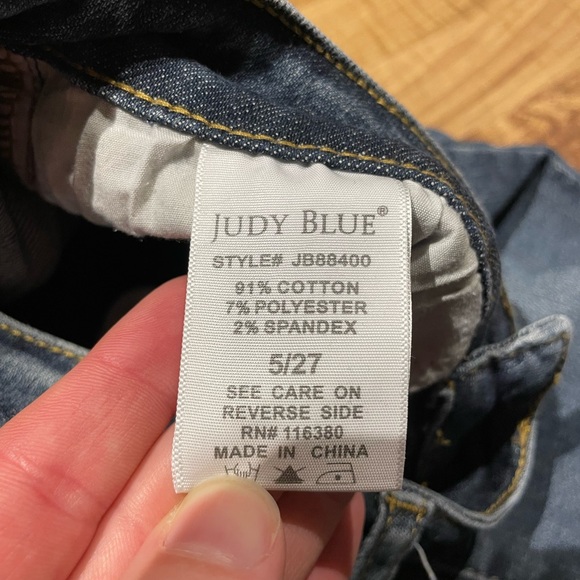 JUDY BLUE®
STYLE# JB88400
91% COTTON
7% POLYESTER
2% SPANDEX
5/27
SEE CARE ON
REVERSE SIDE
RN# 116380
MADE IN CHINA